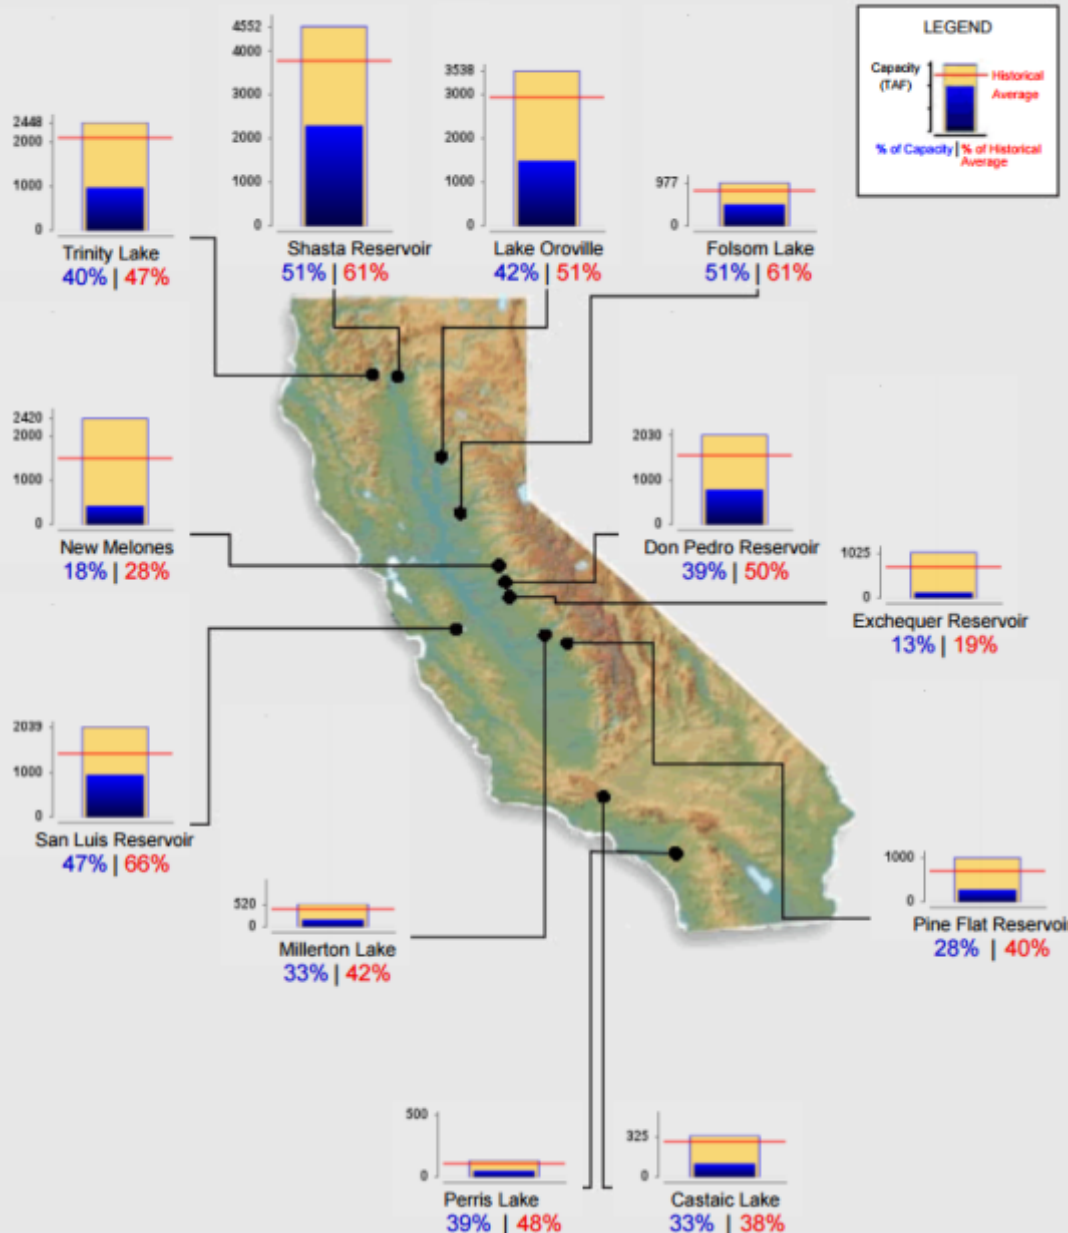 LEGEND
Capacity
(TAF)
Historical
Average
% of Capacity | % of Historical
Average
4552
4000
3000
2000
1000
0
Shasta Reservoir
51% | 61%
3538
3000
2000
1000
0
Lake Oroville
42% | 51%
2448
2000
1000
0
Trinity Lake
40% | 47%
977
0
Folsom Lake
51% | 61%
2420
2000
1000
0
New Melones
18% | 28%
2030
1000
0
Don Pedro Reservoir
39% | 50%
1025
0
Exchequer Reservoir
13% | 19%
2039
1000
0
San Luis Reservoir
47% | 66%
520
0
Millerton Lake
33% | 42%
1000
0
Pine Flat Reservoir
28% | 40%
500
0
Perris Lake
39% | 48%
325
0
Castaic Lake
33% | 38%